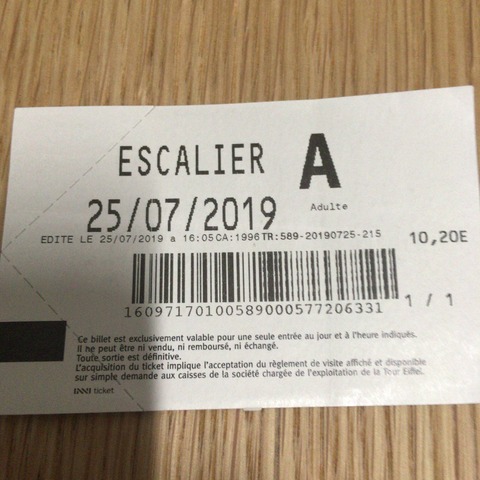 ESCALIER A
Adulte
25/07/2019
EDITE LE 25/07/2019 a 16:05CA:1996TR:589-20190725-215 10,20E
16097170100589000577206331 1 / 1
Ce billet est exclusivement valable pour une seule entrée au jour et à l'heure indiqués.
Il ne peut être ni vendu, ni remboursé, ni échangé.
Toute sortie est définitive.
L'acquisition du ticket implique l'acceptation du règlement de visite affiché et disponible
sur simple demande aux caisses de la société chargée de l'exploitation de la Tour Eiffel.
ticket